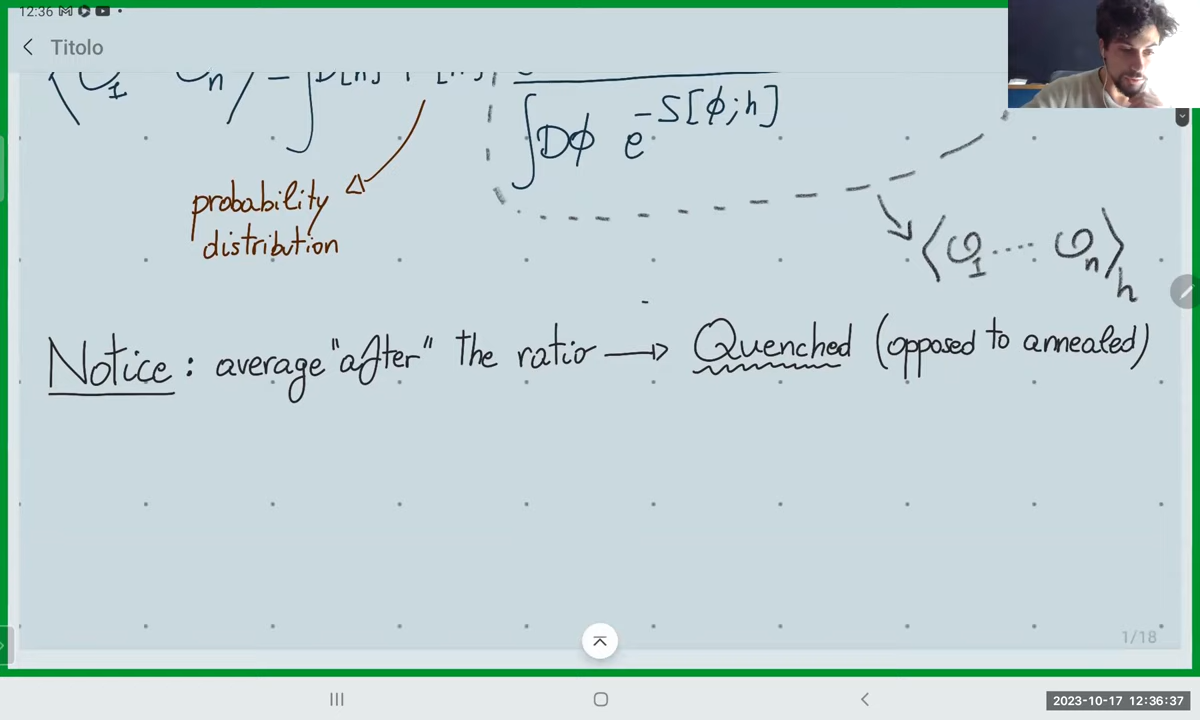 12:36
Titolo
∫Dϕ e^-S[ϕ;h]
probability
distribution
⟨O_1 .... O_n⟩_h
Notice : average "after" the ratio → Quenched (opposed to annealed)
1/18
2023-10-17 12:36:37